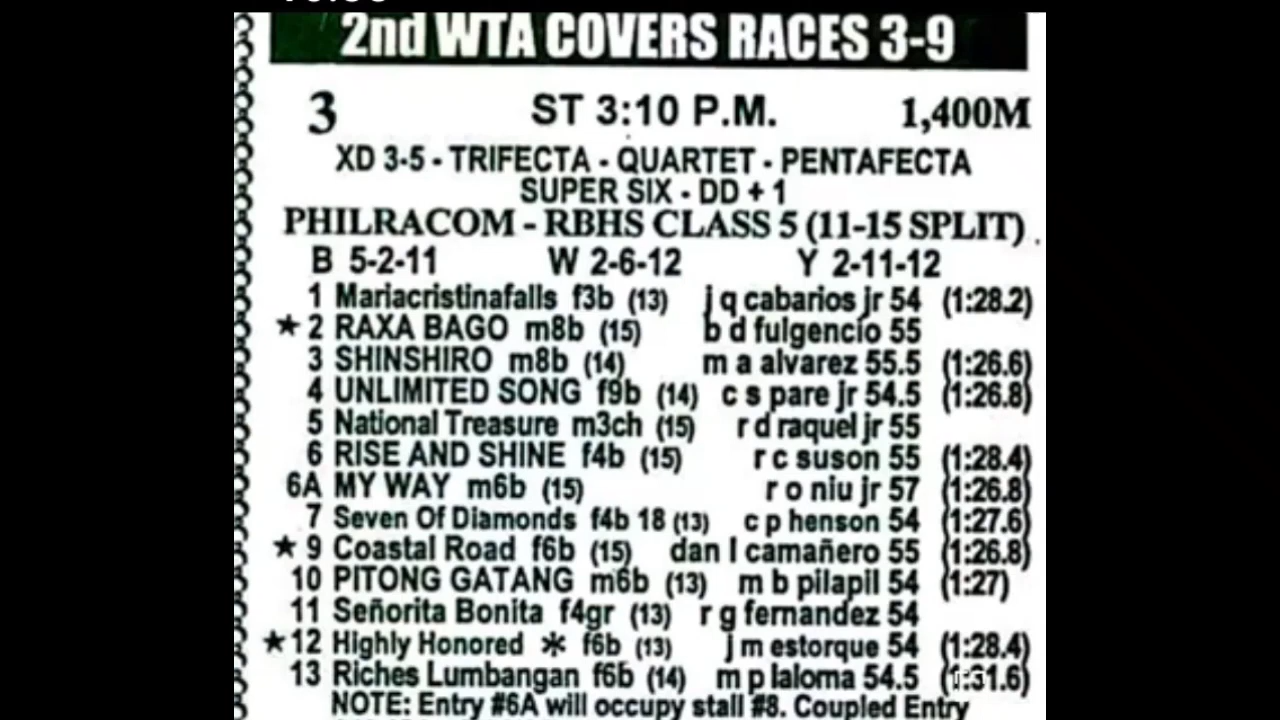 2nd WTA COVERS RACES 3-9
3 ST 3:10 P.M. 1,400M
XD 3-5 - TRIFECTA - QUARTET - PENTAFECTA
SUPER SIX - DD + 1
PHILRACOM - RBHS CLASS 5 (11-15 SPLIT)
B 5-2-11 W 2-6-12 Y 2-11-12
1 Mariacristinafalls f3b (13) j q cabarios jr 54 (1:28.2)
★ 2 RAXA BAGO m8b (15) b d fulgencio 55
3 SHINSHIRO m8b (14) m a alvarez 55.5 (1:26.6)
4 UNLIMITED SONG f9b (14) c s pare jr 54.5 (1:26.8)
5 National Treasure m3ch (15) r d raquel jr 55
6 RISE AND SHINE f4b (15) r c suson 55 (1:28.4)
6A MY WAY m6b (15) r o niu jr 57 (1:26.8)
7 Seven Of Diamonds f4b 18 (13) c p henson 54 (1:27.6)
★ 9 Coastal Road f6b (15) dan l camañero 55 (1:26.8)
10 PITONG GATANG m6b (13) m b pilapil 54 (1:27)
11 Señorita Bonita f4gr (13) r g fernandez 54
★ 12 Highly Honored ✻ f6b (13) j m estorque 54 (1:28.4)
13 Riches Lumbangan f6b (14) m p laloma 54.5 (1:31.6)
NOTE: Entry #6A will occupy stall #8. Coupled Entry